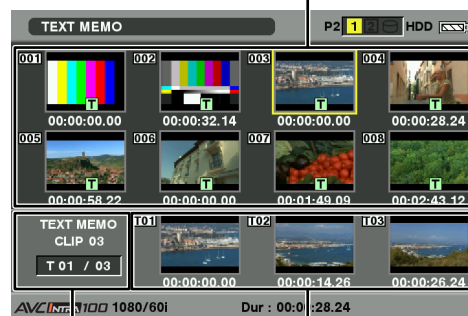 TEXT MEMO P2 1 2 HDD
001 002 003 004
T T T T
00:00:00.00 00:00:32.14 00:00:00.00 00:00:28.24
005 006 007 008
T T T T
00:00:58.22 00:00:00.00 00:01:49.09 00:02:43.12
TEXT MEMO T01 T02 T03
CLIP 03
T 01 / 03
00:00:00.00 00:00:14.26 00:00:26.24
AVC INTRA 100 1080/60i Dur : 00:00:28.24